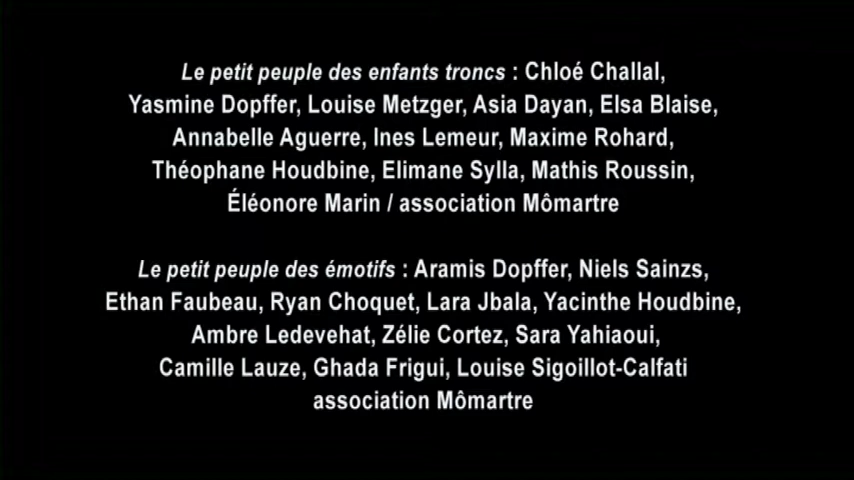 Le petit peuple des enfants troncs : Chloé Challal,
Yasmine Dopffer, Louise Metzger, Asia Dayan, Elsa Blaise,
Annabelle Aguerre, Ines Lemeur, Maxime Rohard,
Théophane Houdbine, Elimane Sylla, Mathis Roussin,
Éléonore Marin / association Mômartre
Le petit peuple des émotifs : Aramis Dopffer, Niels Sainzs,
Ethan Faubeau, Ryan Choquet, Lara Jbala, Yacinthe Houdbine,
Ambre Ledevehat, Zélie Cortez, Sara Yahiaoui,
Camille Lauze, Ghada Frigui, Louise Sigoillot-Calfati
association Mômartre